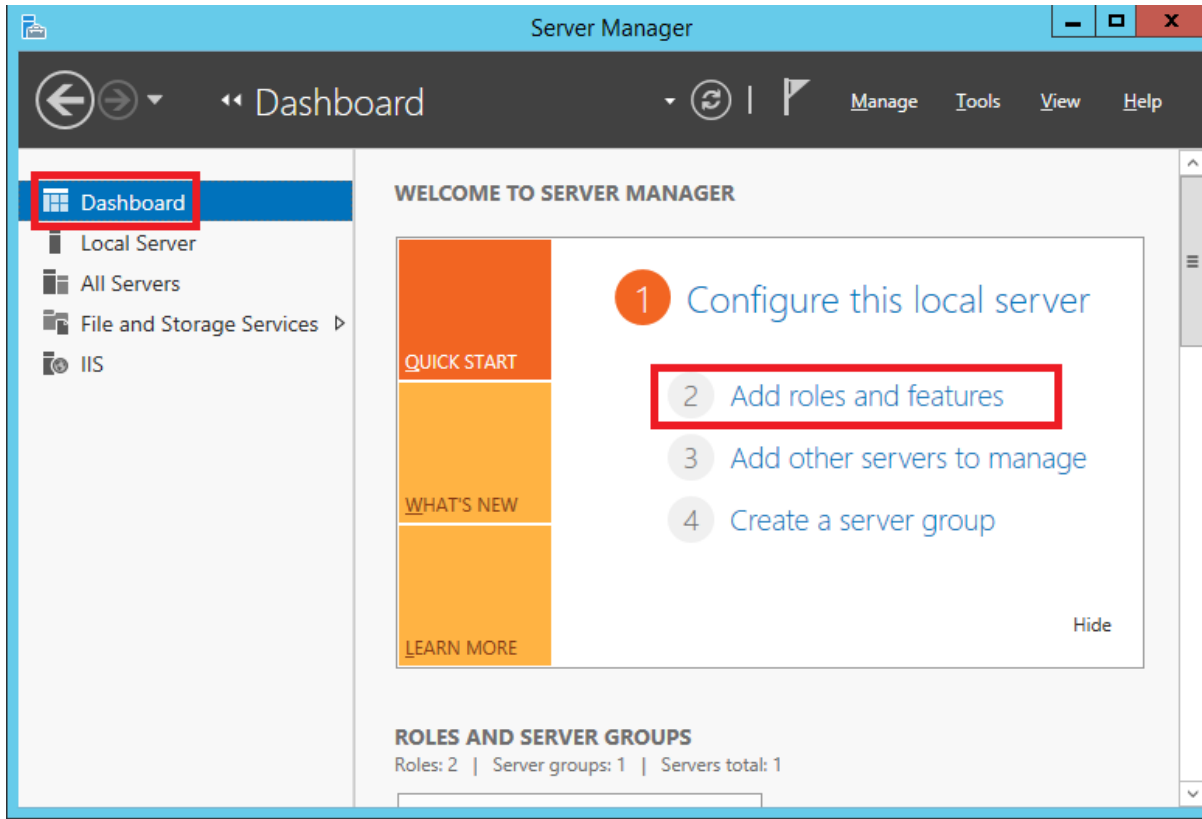 Server Manager
Dashboard
Manage Tools View Help
Dashboard
Local Server
All Servers
File and Storage Services
IIS
WELCOME TO SERVER MANAGER
QUICK START
WHAT'S NEW
LEARN MORE
1 Configure this local server
2 Add roles and features
3 Add other servers to manage
4 Create a server group
Hide
ROLES AND SERVER GROUPS
Roles: 2 | Server groups: 1 | Servers total: 1